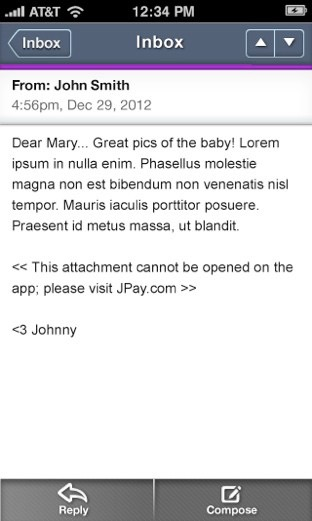 AT&T 12:34 PM
Inbox Inbox
From: John Smith
4:56pm, Dec 29, 2012
Dear Mary... Great pics of the baby! Lorem
ipsum in nulla enim. Phasellus molestie
magna non est bibendum non venenatis nisl
tempor. Mauris iaculis porttitor posuere.
Praesent id metus massa, ut blandit.
<< This attachment cannot be opened on the
app; please visit JPay.com >>
<3 Johnny
Reply Compose